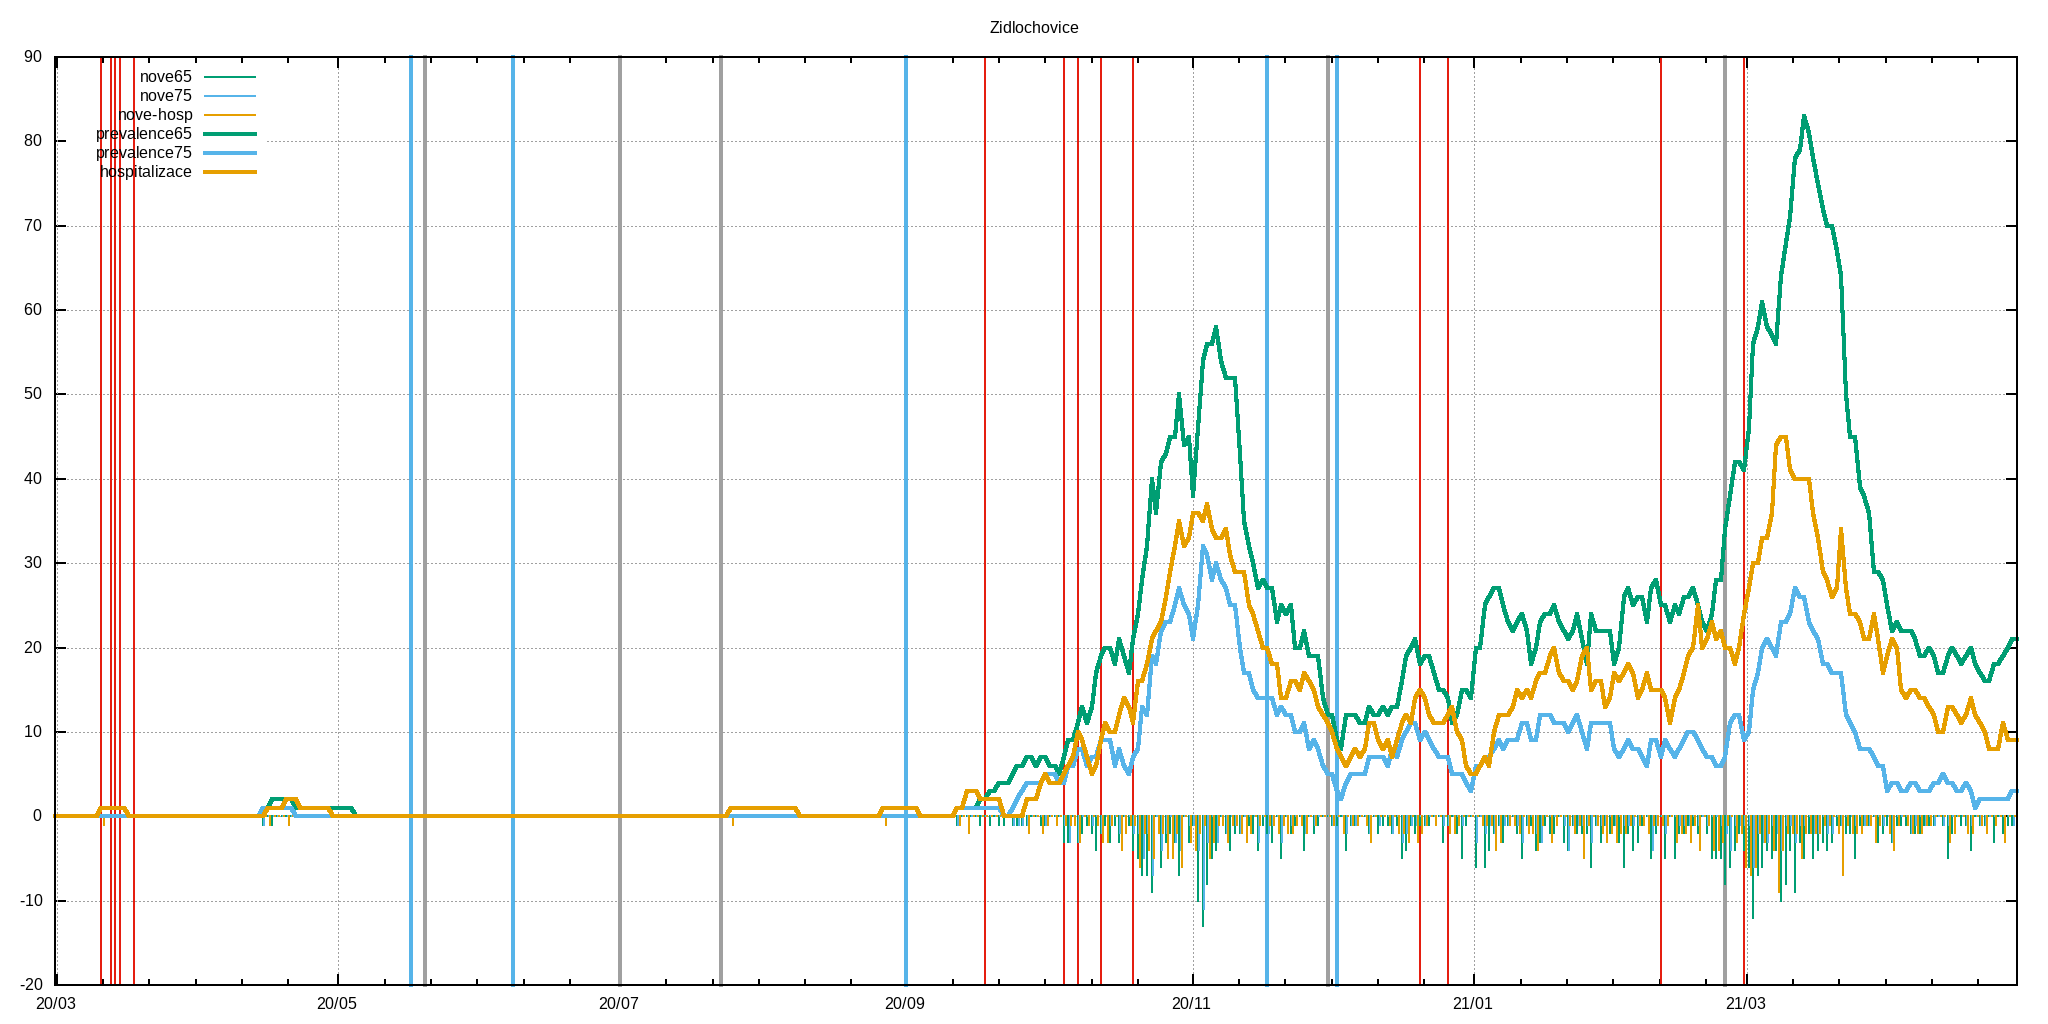 Zidlochovice
90
80
70
60
50
40
30
20
10
0
-10
-20
nove65
nove75
nove-hosp
prevalence65
prevalence75
hospitalizace
20/03 20/05 20/07 20/09 20/11 21/01 21/03